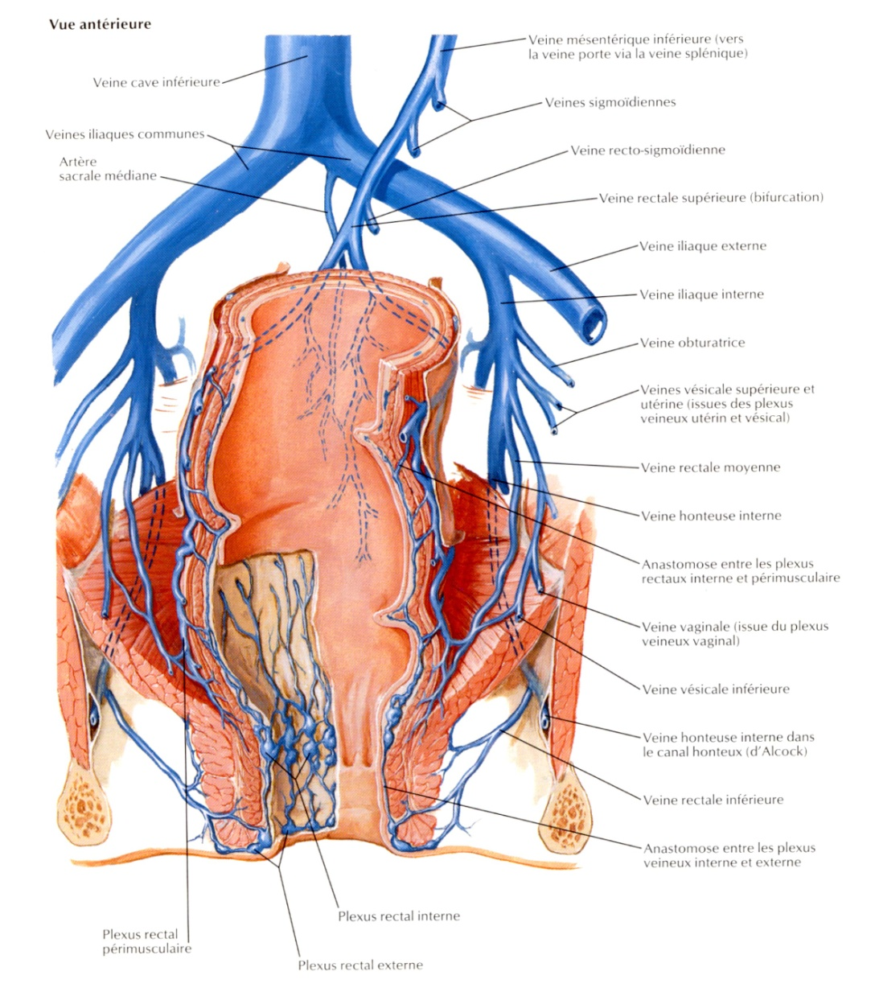 Vue antérieure
Veine cave inférieure
Veines iliaques communes
Artère
sacrale médiane
Veine mésentérique inférieure (vers
la veine porte via la veine splénique)
Veines sigmoïdiennes
Veine recto-sigmoïdienne
Veine rectale supérieure (bifurcation)
Veine iliaque externe
Veine iliaque interne
Veine obturatrice
Veines vésicale supérieure et
utérine (issues des plexus
veineux utérin et vésical)
Veine rectale moyenne
Veine honteuse interne
Anastomose entre les plexus
rectaux interne et périmusculaire
Veine vaginale (issue du plexus
veineux vaginal)
Veine vésicale inférieure
Veine honteuse interne dans
le canal honteux (d'Alcock)
Veine rectale inférieure
Anastomose entre les plexus
veineux interne et externe
Plexus rectal interne
Plexus rectal
périmusculaire
Plexus rectal externe